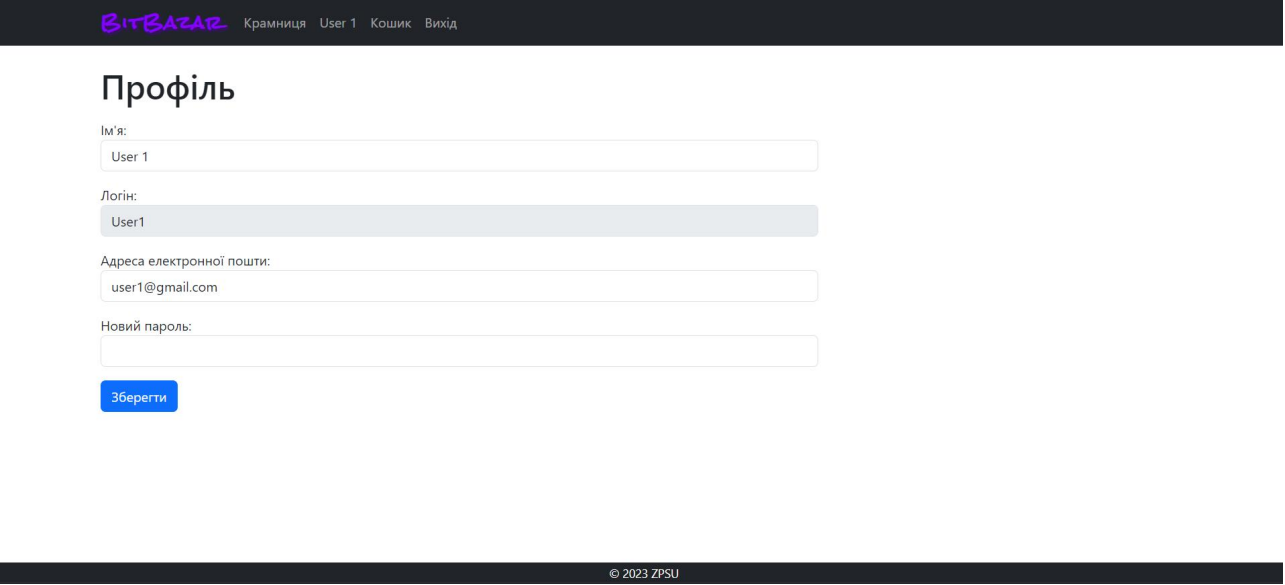 BitBazar Крамниця User 1 Кошик Вихід
Профіль
Ім'я:
User 1
Логін:
User1
Адреса електронної пошти:
user1@gmail.com
Новий пароль:
Зберегти
© 2023 ZPSU